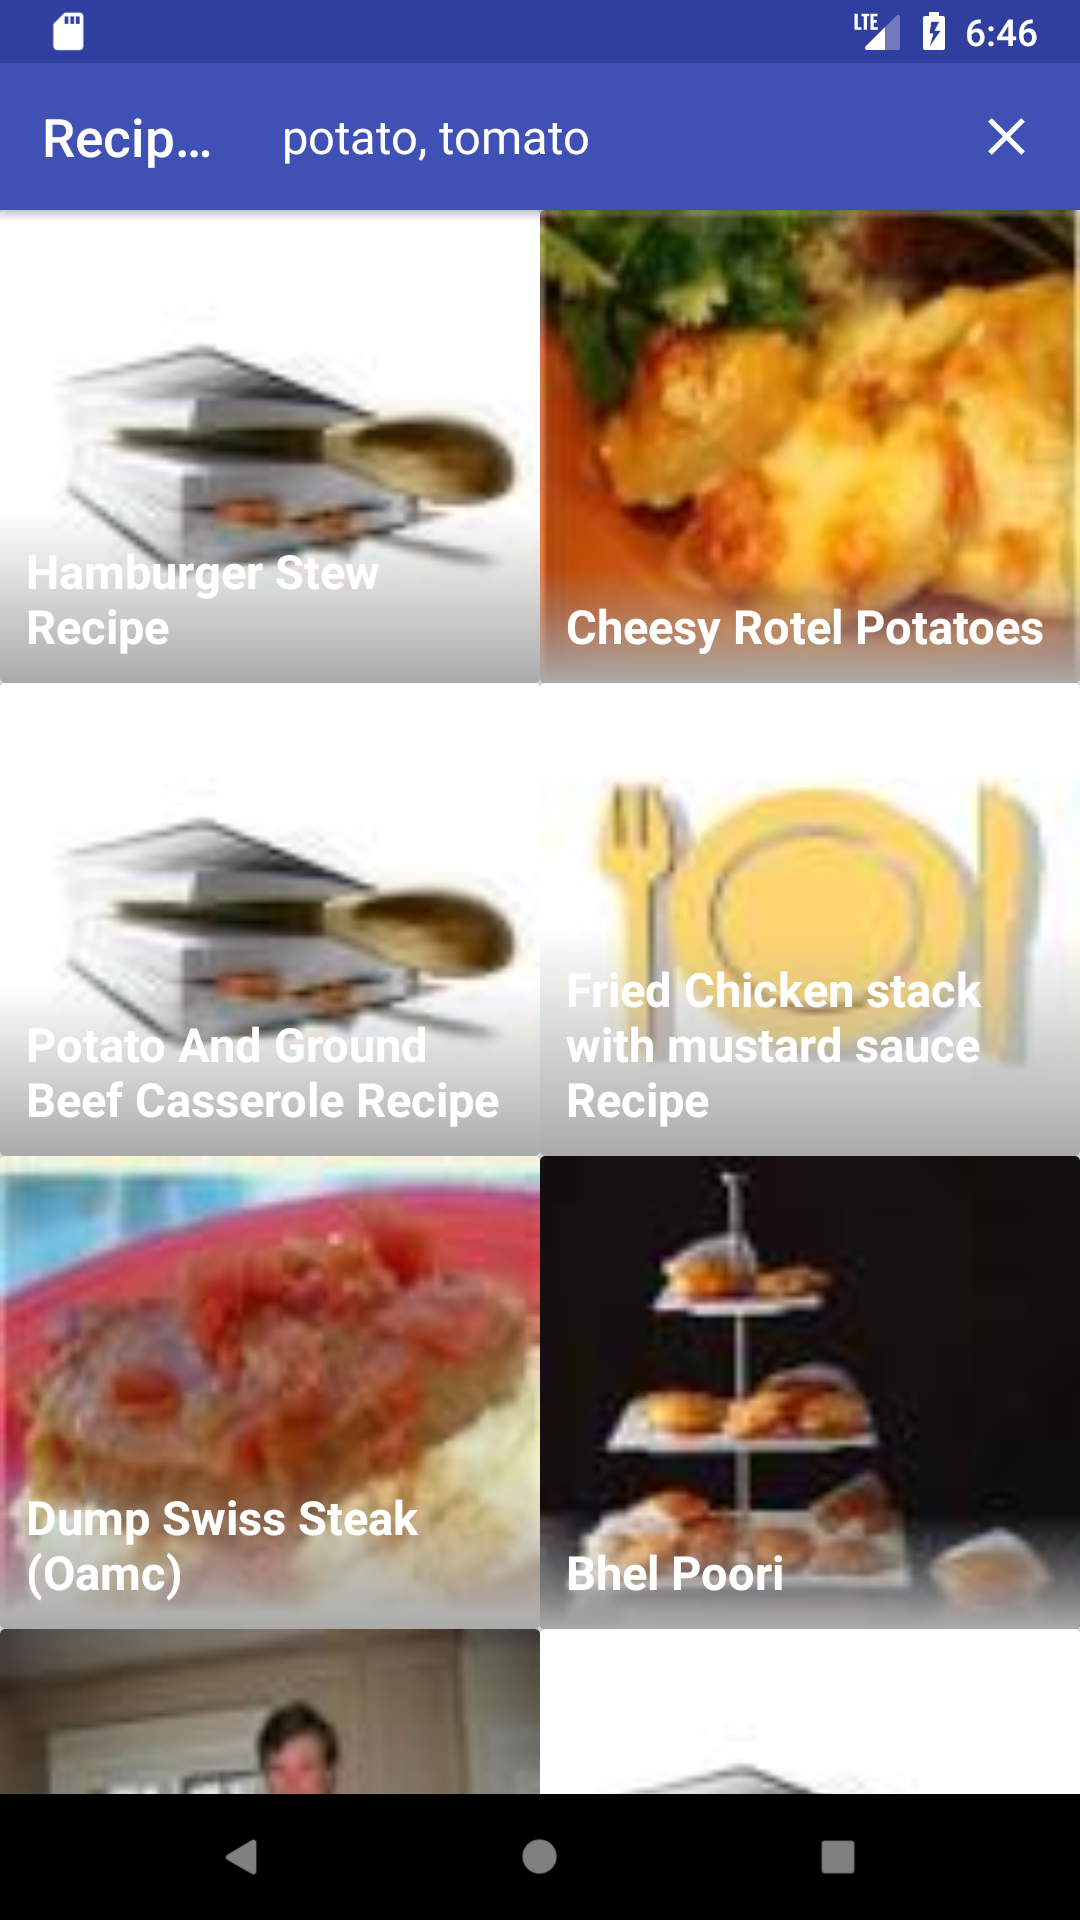 LTE 6:46
Recip... potato, tomato
Hamburger Stew
Recipe
Cheesy Rotel Potatoes
Potato And Ground
Beef Casserole Recipe
Fried Chicken stack
with mustard sauce
Recipe
Dump Swiss Steak
(Oamc)
Bhel Poori